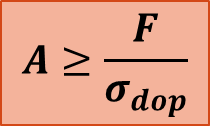 A ≥ F / σ_dop